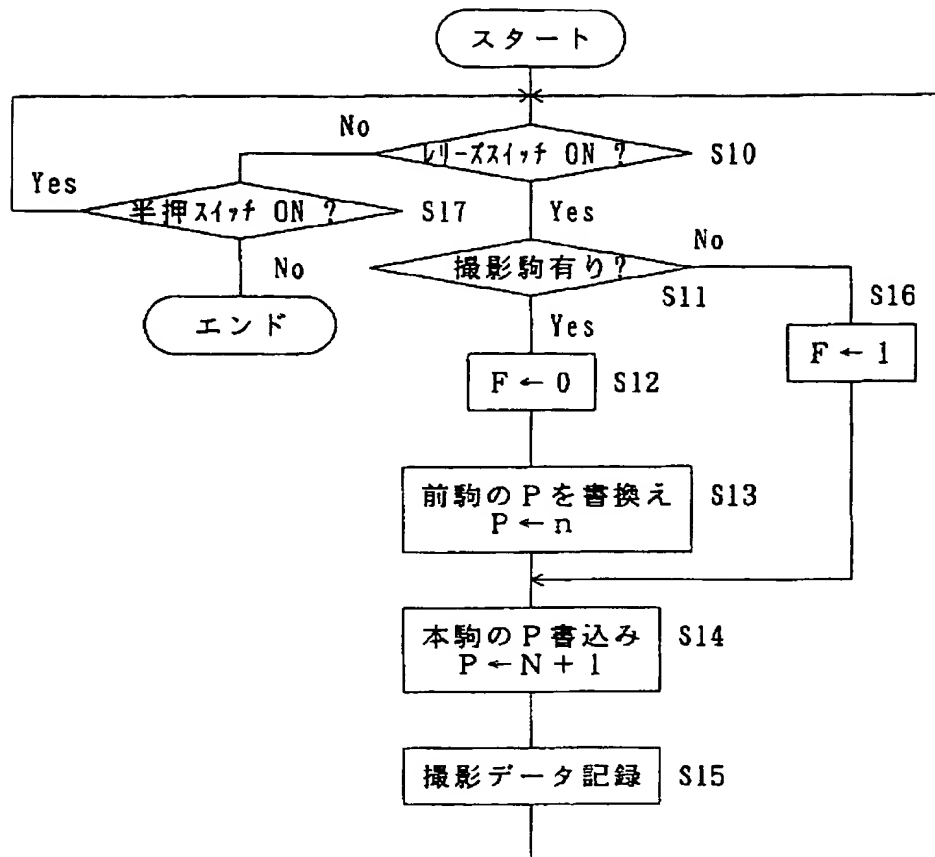 スタート
No
レリーズスイッチ ON ?
S10
Yes
半押スイッチ ON ?
S17
Yes
No
撮影駒有り?
No
S11
エンド
S16
Yes
F ← 1
F ← 0
S12
前駒のPを書換え
P ← n
S13
本駒のP書込み
P ← N + 1
S14
撮影データ記録
S15